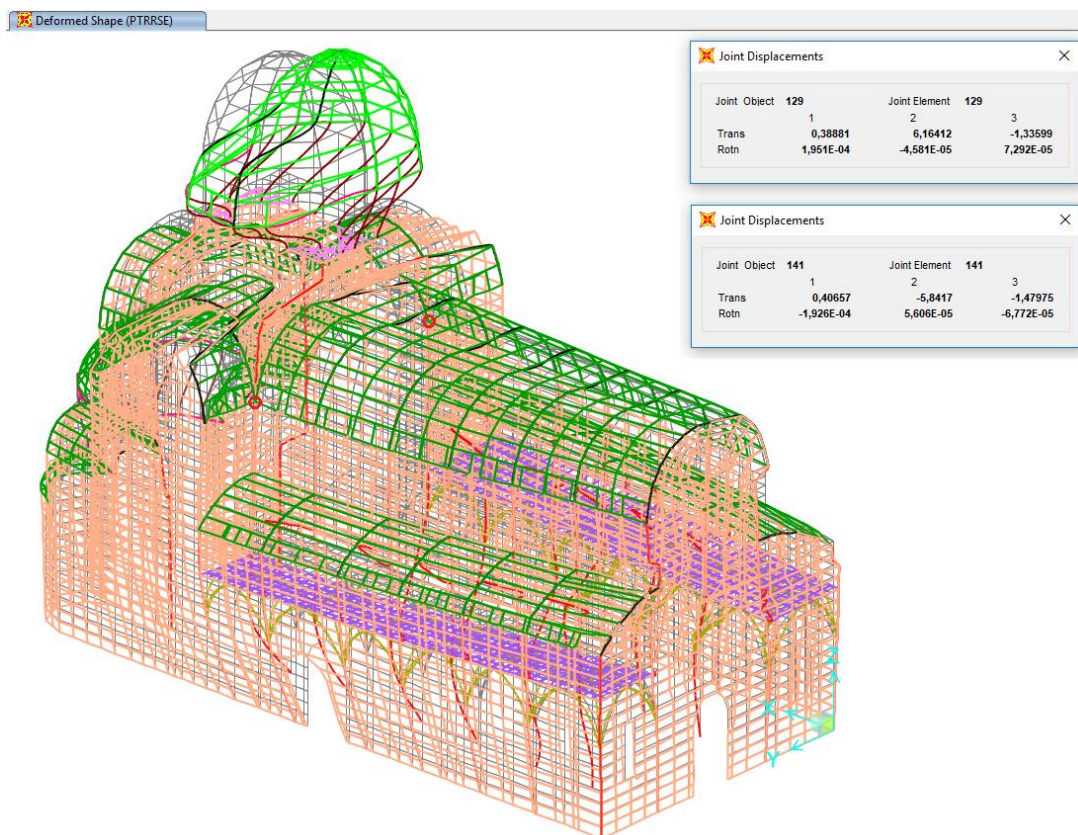 Deformed Shape (PTRRSE)
Joint Displacements
Joint Object 129 Joint Element 129
1 2 3
Trans 0,38881 6,16412 -1,33599
Rotn 1,951E-04 -4,581E-05 7,292E-05
Joint Displacements
Joint Object 141 Joint Element 141
1 2 3
Trans 0,40657 -5,8417 -1,47975
Rotn -1,926E-04 5,606E-05 -6,772E-05
Z
X
Y